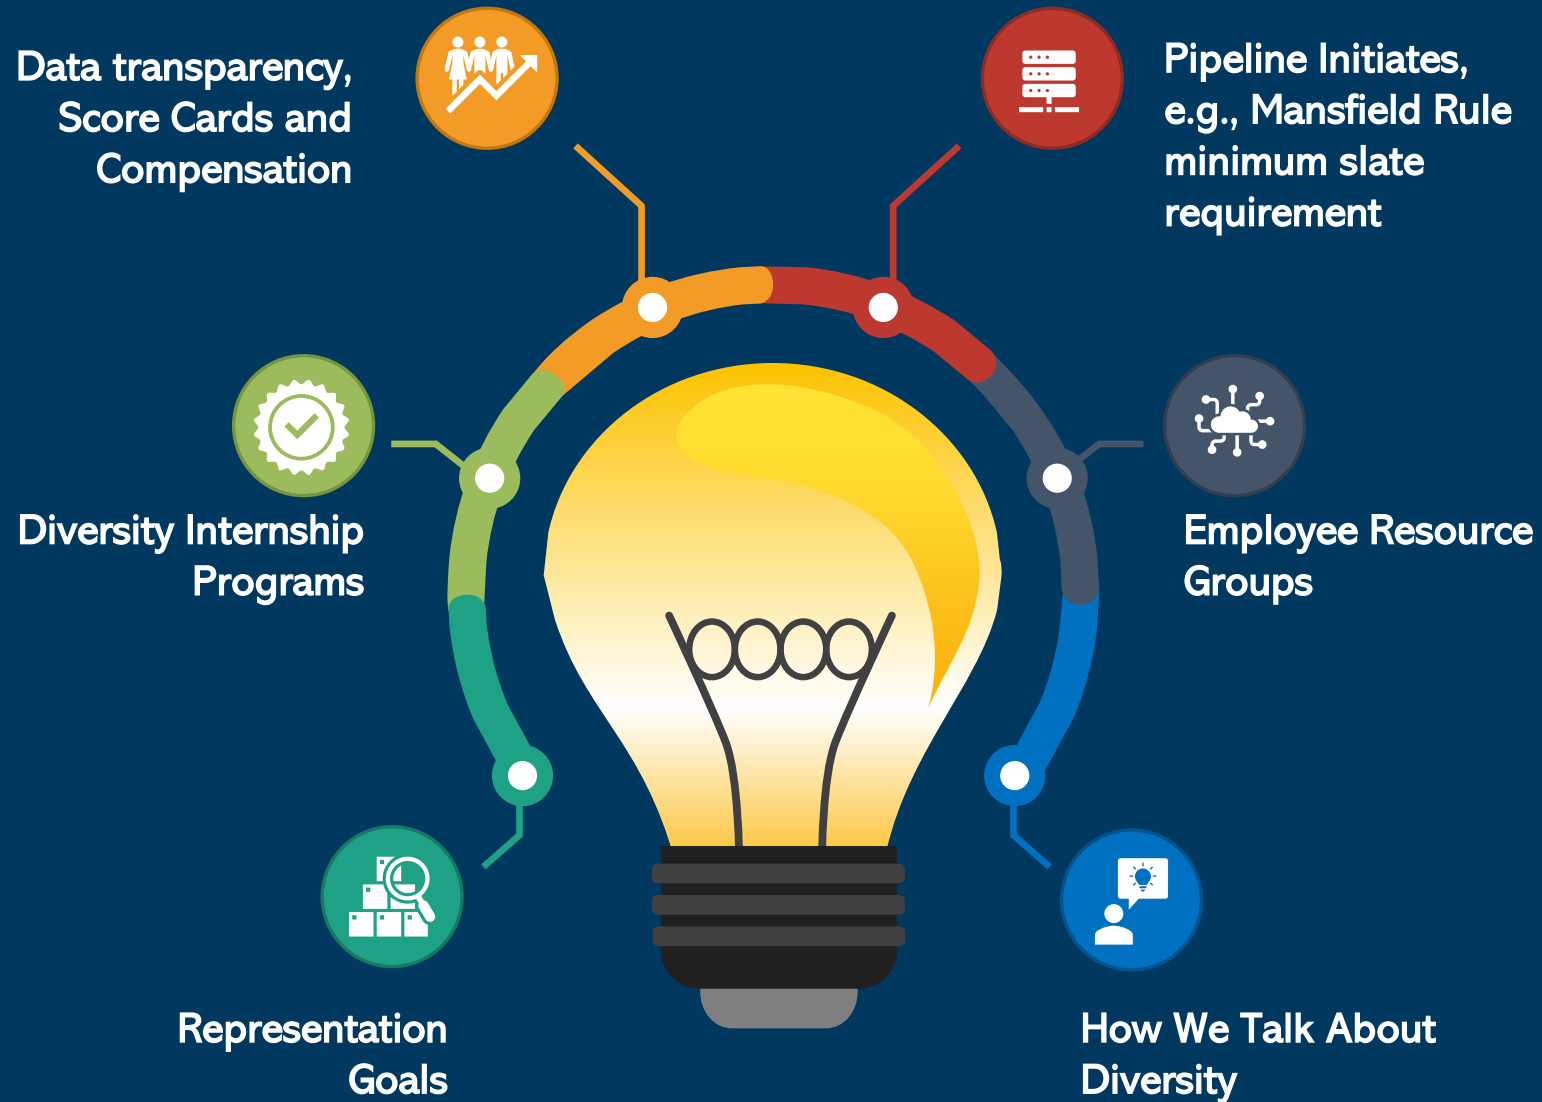 Data transparency,
Score Cards and
Compensation
Pipeline Initiates,
e.g., Mansfield Rule
minimum slate
requirement
Diversity Internship
Programs
Employee Resource
Groups
Representation
Goals
How We Talk About
Diversity